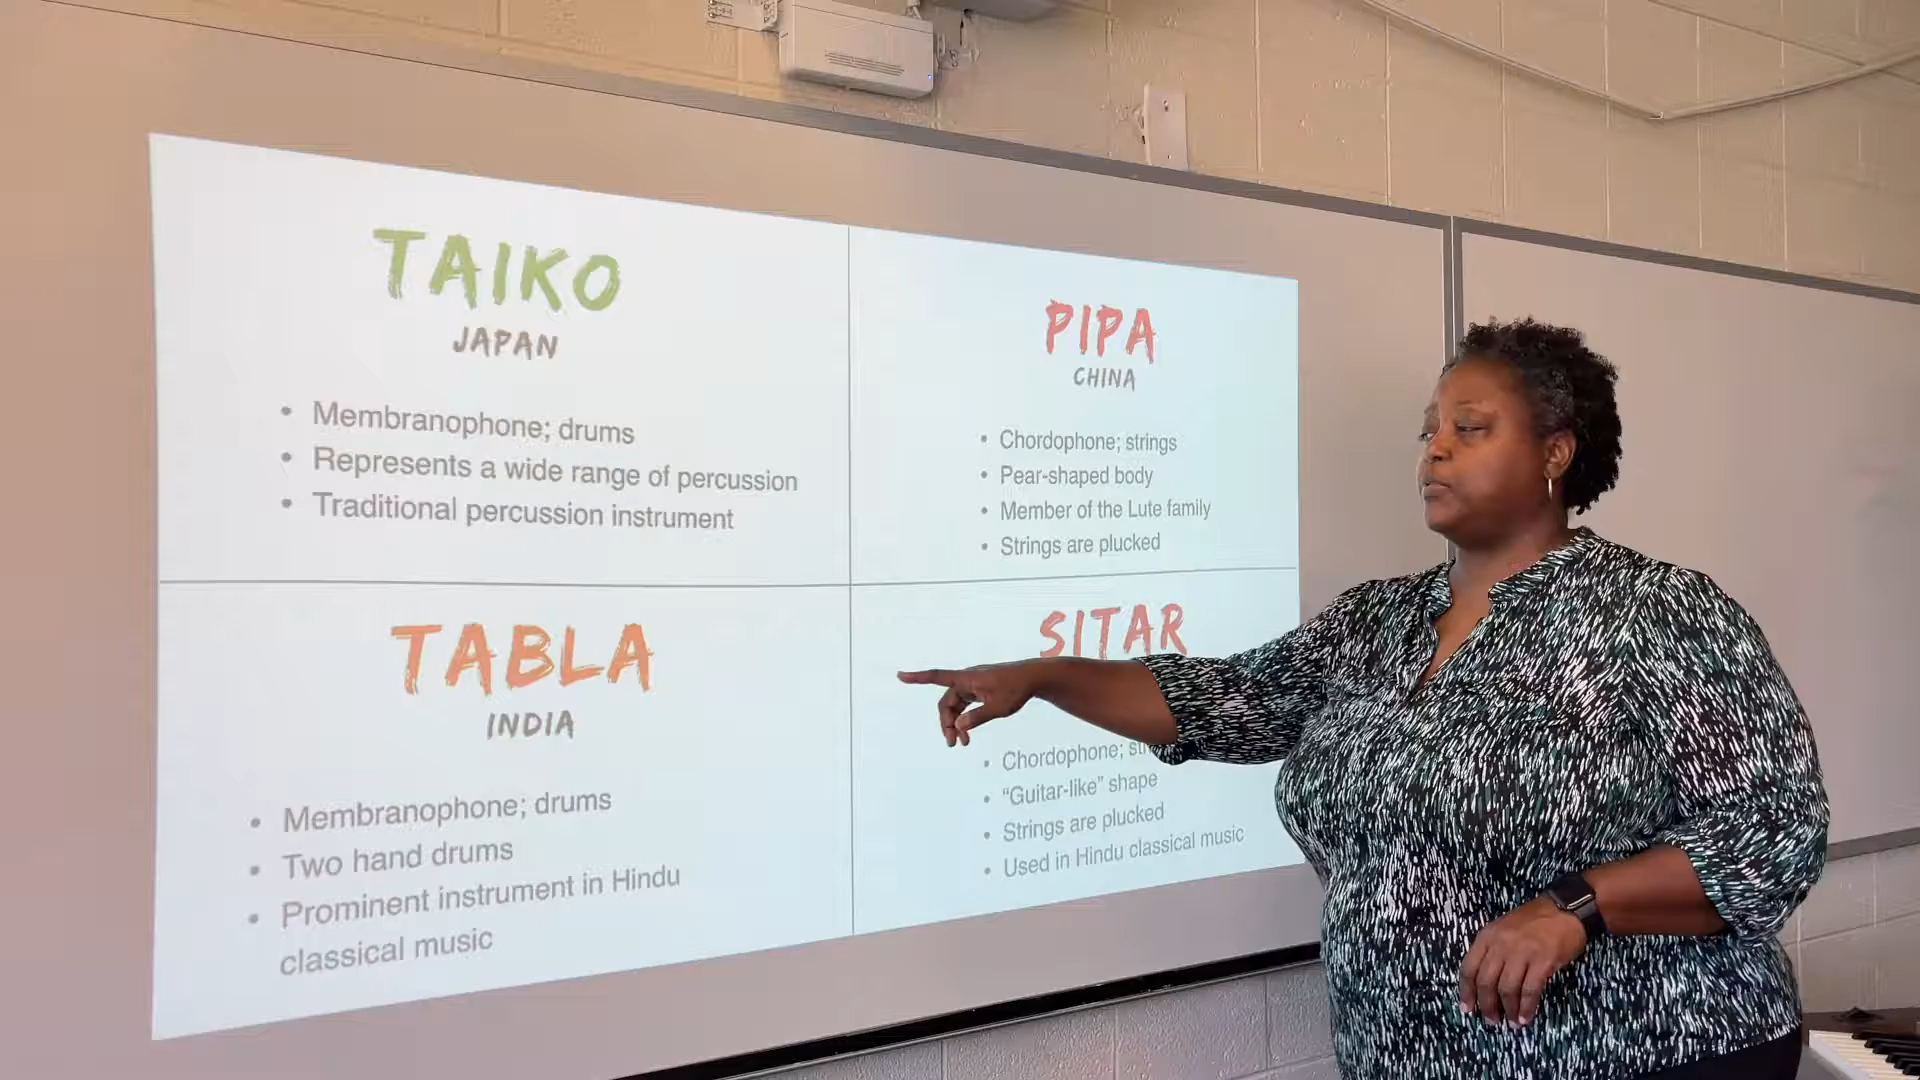 TAIKO
JAPAN
• Membranophone; drums
• Represents a wide range of percussion
• Traditional percussion instrument
PIPA
CHINA
• Chordophone; strings
• Pear-shaped body
• Member of the Lute family
• Strings are plucked
TABLA
INDIA
• Membranophone; drums
• Two hand drums
• Prominent instrument in Hindu
classical music
SITAR
• Chordophone;
• "Guitar-like" shape
• Strings are plucked
• Used in Hindu classical music